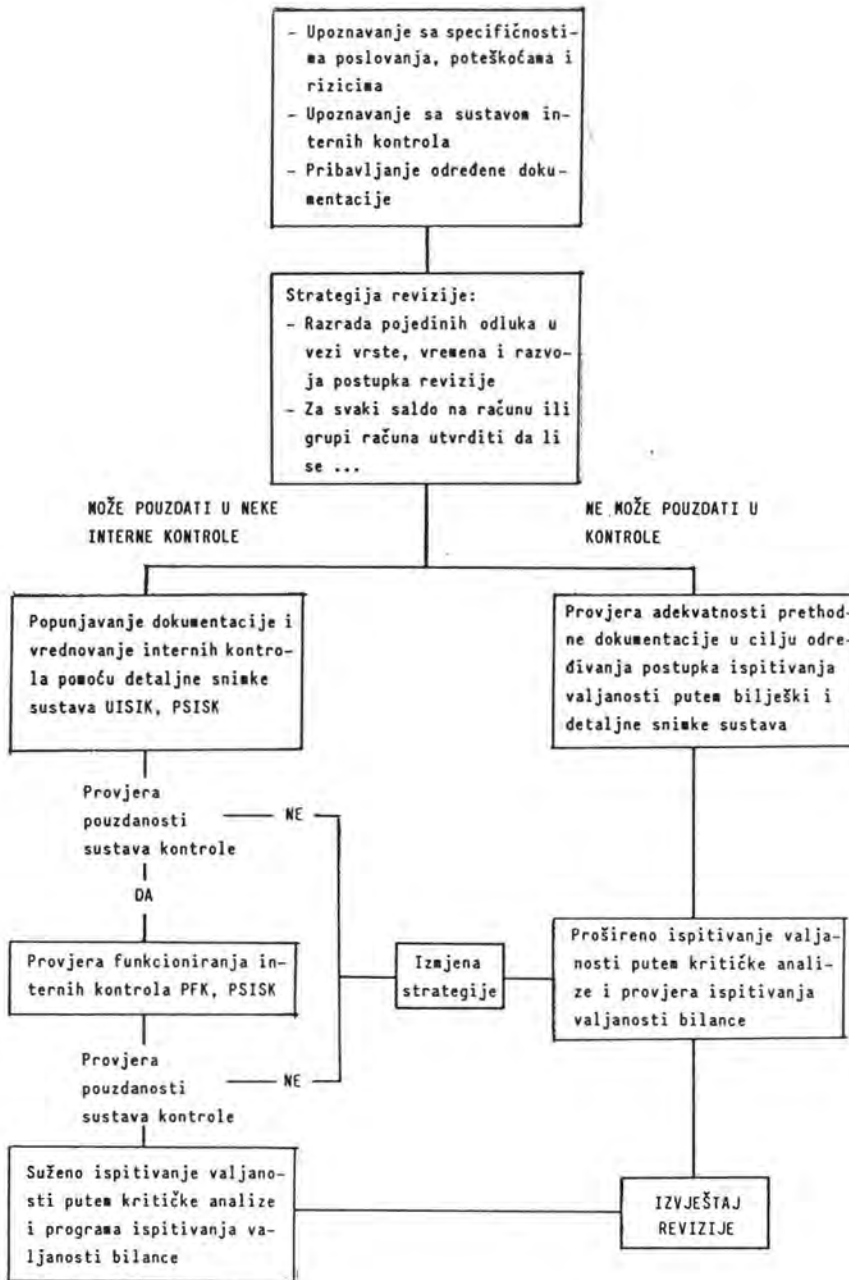 - Upoznavanje sa specifičnosti-
ma poslovanja, poteškoćama i
rizicima
- Upoznavanje sa sustavom in-
ternih kontrola
- Pribavljanje određene doku-
mentacije
Strategija revizije:
- Razrada pojedinih odluka u
vezi vrste, vremena i razvo-
ja postupka revizije
- Za svaki saldo na računu ili
grupi računa utvrditi da li
se ...
MOŽE POUZDATI U NEKE
INTERNE KONTROLE
NE MOŽE POUZDATI U
KONTROLE
Popunjavanje dokumentacije i
vrednovanje internih kontro-
la pomoću detaljne snimke
sustava UISIK, PSISK
Provjera adekvatnosti prethod-
ne dokumentacije u cilju odre-
đivanja postupka ispitivanja
valjanosti putem bilješki i
detaljne snimke sustava
Provjera
pouzdanosti
sustava kontrole
NE
DA
Provjera funkcioniranja in-
ternih kontrola PFK, PSISK
Izmjena
strategije
Prošireno ispitivanje valja-
nosti putem kritičke anali-
ze i provjera ispitivanja
valjanosti bilance
Provjera
pouzdanosti
sustava kontrole
NE
Suženo ispitivanje valjano-
sti putem kritičke analize
i programa ispitivanja va-
ljanosti bilance
IZVJEŠTAJ
REVIZIJE